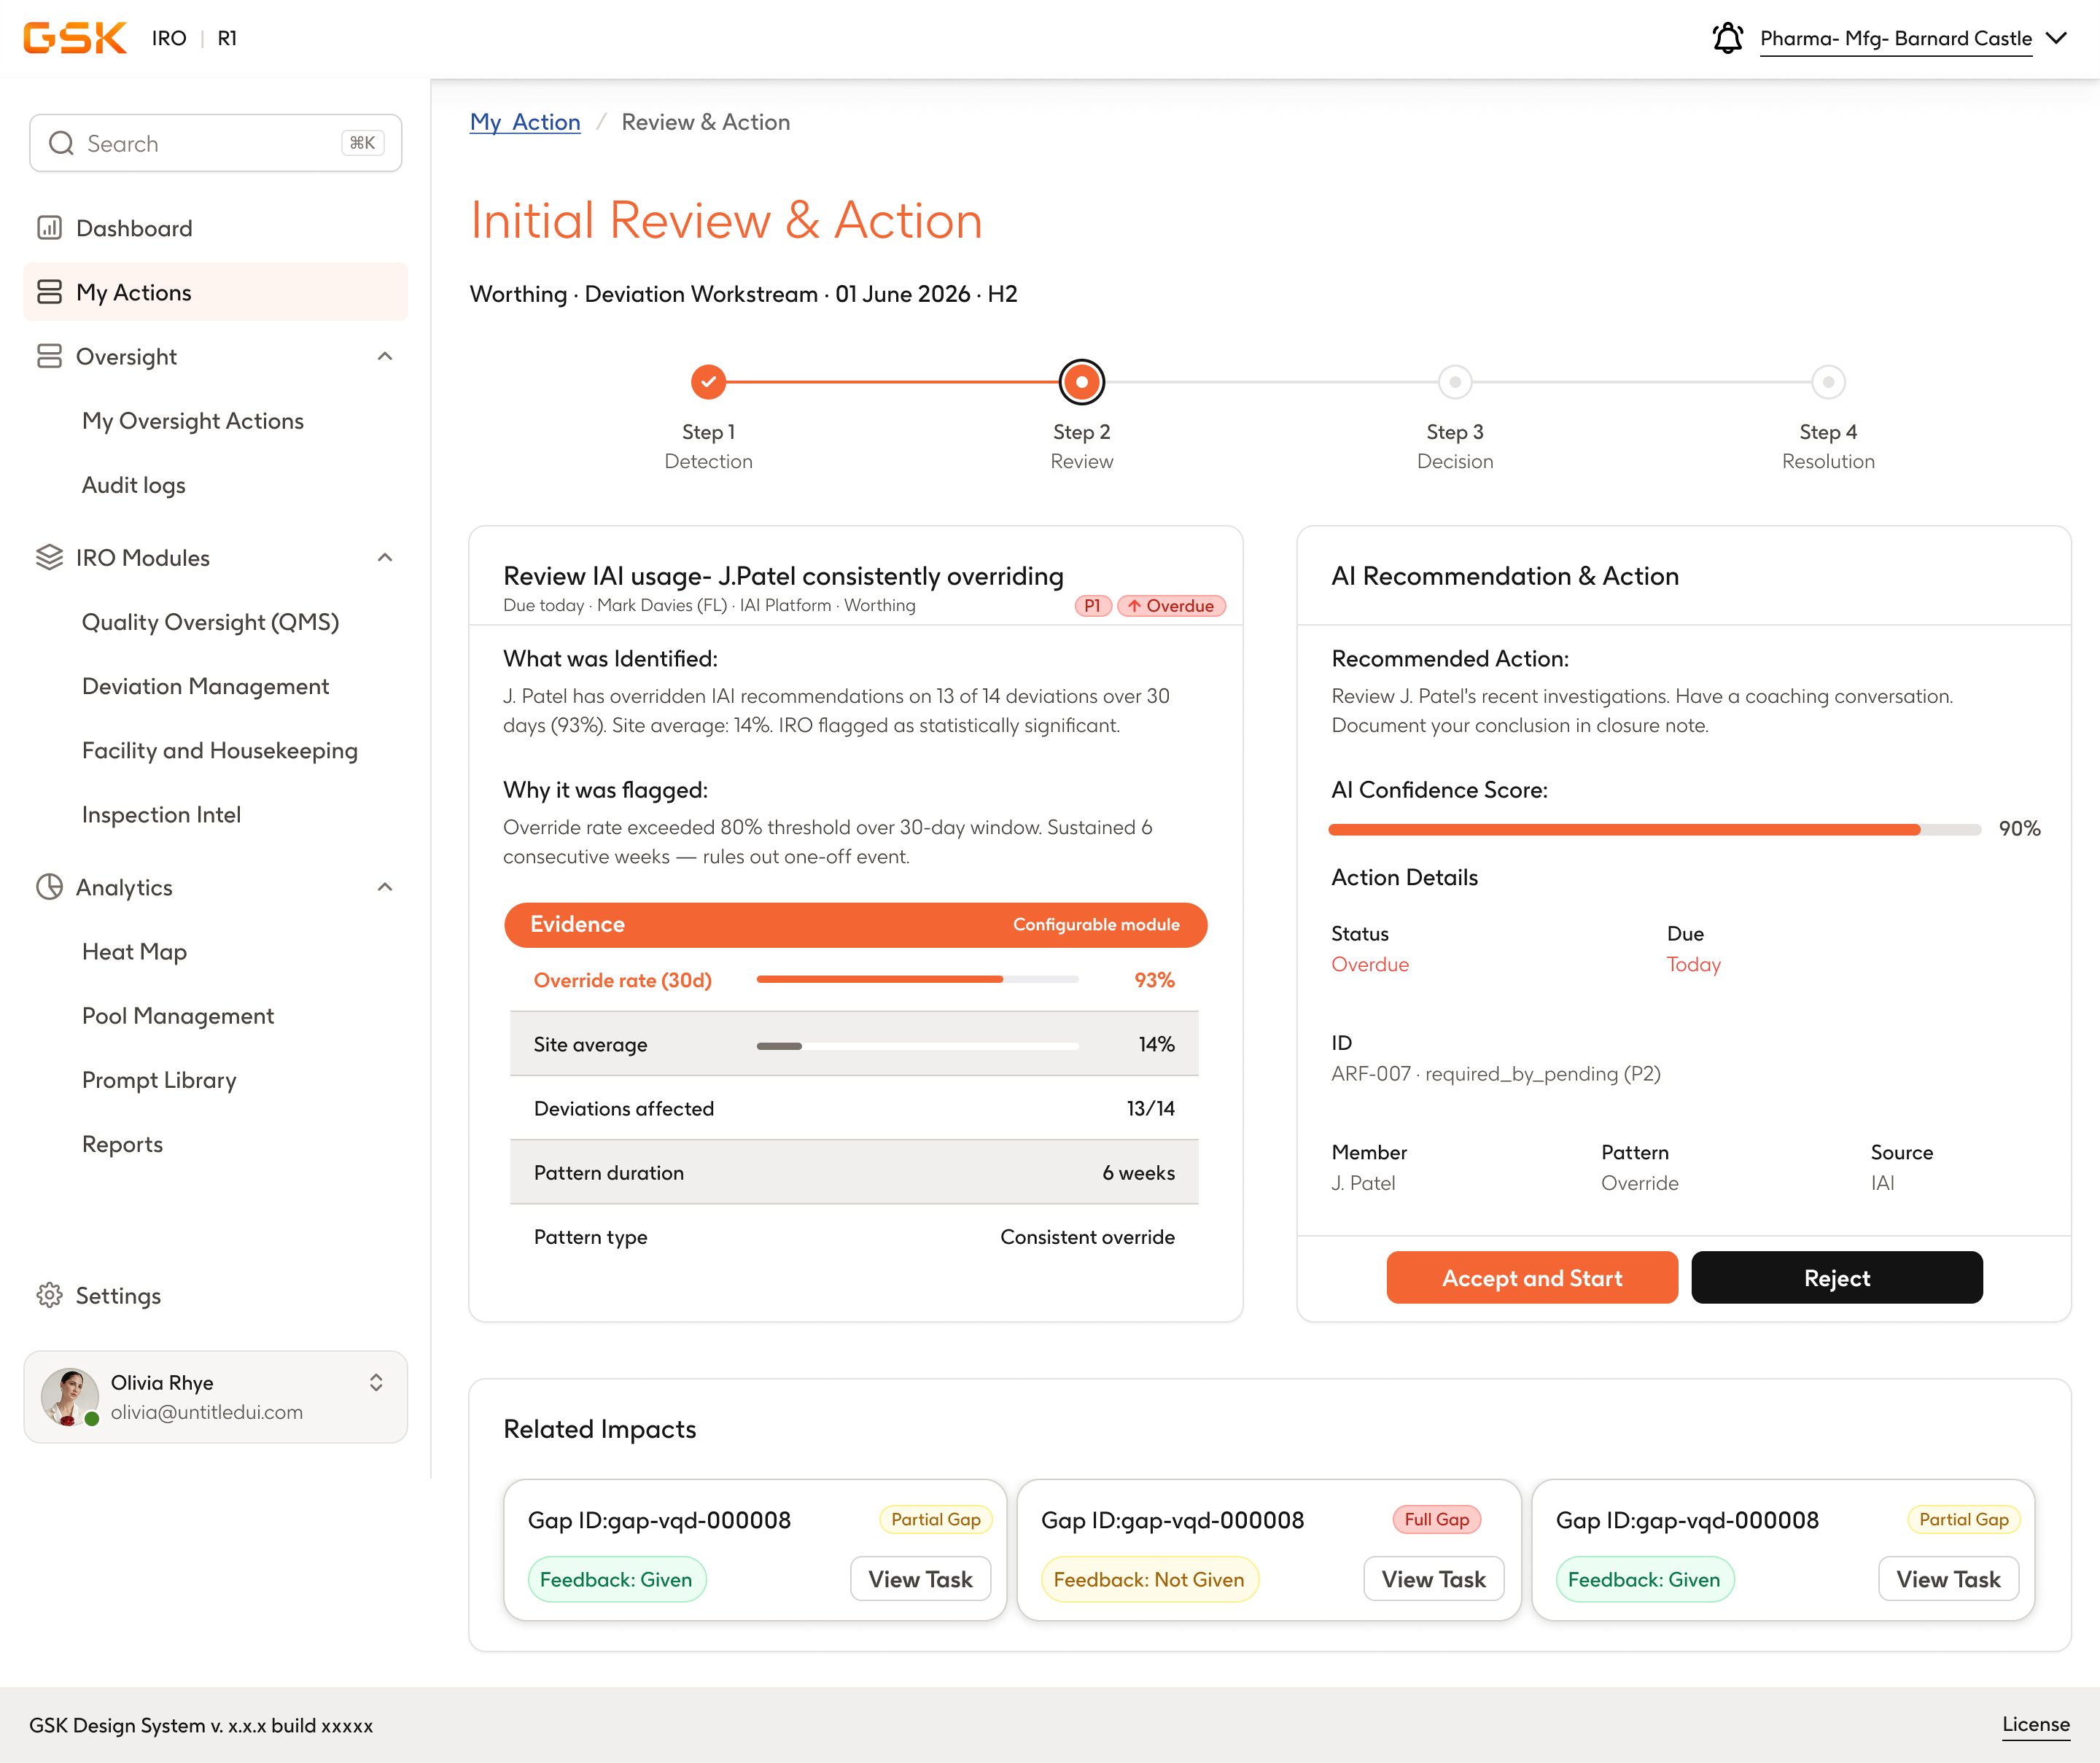 GSK IRO | R1
Pharma- Mfg- Barnard Castle
Search ⌘K
Dashboard
My Actions
Oversight
My Oversight Actions
Audit logs
IRO Modules
Quality Oversight (QMS)
Deviation Management
Facility and Housekeeping
Inspection Intel
Analytics
Heat Map
Pool Management
Prompt Library
Reports
Settings
Olivia Rhye
olivia@untitledui.com
My Action / Review & Action
Initial Review & Action
Worthing · Deviation Workstream · 01 June 2026 · H2
Step 1
Detection
Step 2
Review
Step 3
Decision
Step 4
Resolution
Review IAI usage- J.Patel consistently overriding
Due today · Mark Davies (FL) · IAI Platform · Worthing
P1 ↑ Overdue
What was Identified:
J. Patel has overridden IAI recommendations on 13 of 14 deviations over 30
days (93%). Site average: 14%. IRO flagged as statistically significant.
Why it was flagged:
Override rate exceeded 80% threshold over 30-day window. Sustained 6
consecutive weeks — rules out one-off event.
Evidence Configurable module
Override rate (30d) 93%
Site average 14%
Deviations affected 13/14
Pattern duration 6 weeks
Pattern type Consistent override
AI Recommendation & Action
Recommended Action:
Review J. Patel's recent investigations. Have a coaching conversation.
Document your conclusion in closure note.
AI Confidence Score:
90%
Action Details
Status Due
Overdue Today
ID
ARF-007 · required_by_pending (P2)
Member Pattern Source
J. Patel Override IAI
Accept and Start Reject
Related Impacts
Gap ID:gap-vqd-000008 Partial Gap
Feedback: Given View Task
Gap ID:gap-vqd-000008 Full Gap
Feedback: Not Given View Task
Gap ID:gap-vqd-000008 Partial Gap
Feedback: Given View Task
GSK Design System v. x.x.x build xxxxx
License